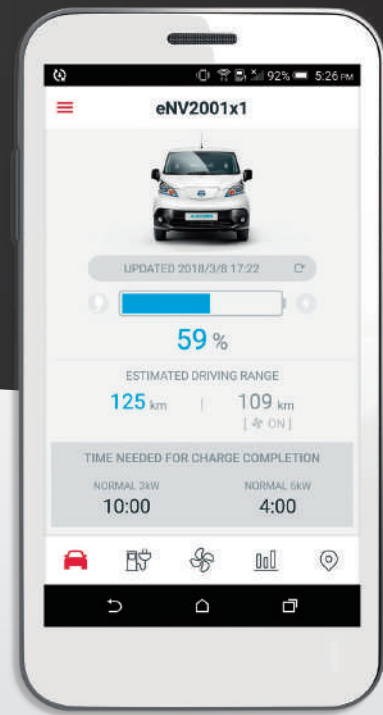 92% 5:26 PM
eNV2001x1
UPDATED 2018/3/8 17:22
59 %
ESTIMATED DRIVING RANGE
125 km | 109 km
[ ON ]
TIME NEEDED FOR CHARGE COMPLETION
NORMAL 3kW NORMAL 6kW
10:00 4:00